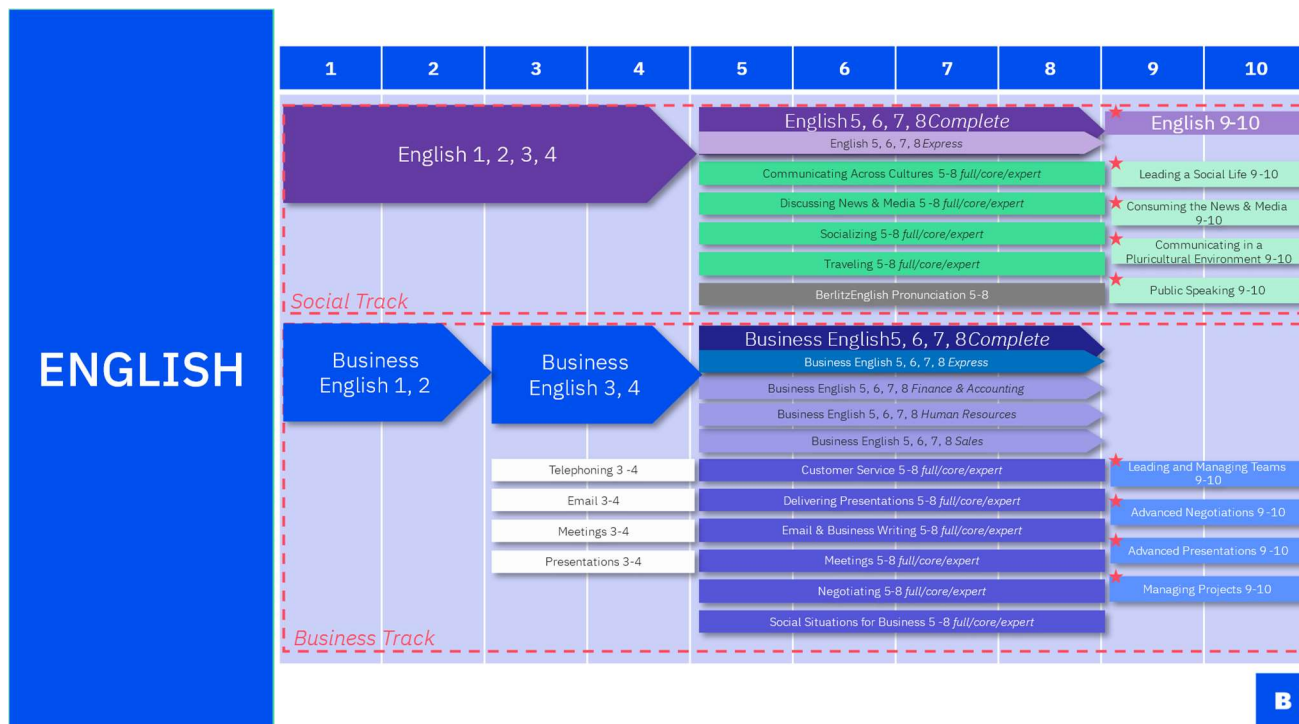 ENGLISH
1 2 3 4 5 6 7 8 9 10
English 1, 2, 3, 4
English 5, 6, 7, 8 Complete
English 5, 6, 7, 8 Express
Communicating Across Cultures 5-8 full/core/expert
Discussing News & Media 5 -8 full/core/expert
Socializing 5-8 full/core/expert
Traveling 5-8 full/core/expert
BerlitzEnglish Pronunciation 5-8
English 9-10
Leading a Social Life 9-10
Consuming the News & Media
9-10
Communicating in a
Pluricultural Environment 9-10
Public Speaking 9-10
Social Track
Business
English 1, 2
Business
English 3, 4
Business English5, 6, 7, 8Complete
Business English 5, 6, 7, 8 Express
Business English 5, 6, 7, 8 Finance & Accounting
Business English 5, 6, 7, 8 Human Resources
Business English 5, 6, 7, 8 Sales
Telephoning 3 -4
Email 3-4
Meetings 3-4
Presentations 3-4
Customer Service 5-8 full/core/expert
Delivering Presentations 5-8 full/core/expert
Email & Business Writing 5-8 full/core/expert
Meetings 5-8 full/core/expert
Negotiating 5-8 full/core/expert
Social Situations for Business 5 -8 full/core/expert
Leading and Managing Teams
9-10
Advanced Negotiations 9-10
Advanced Presentations 9 -10
Managing Projects 9-10
Business Track
B